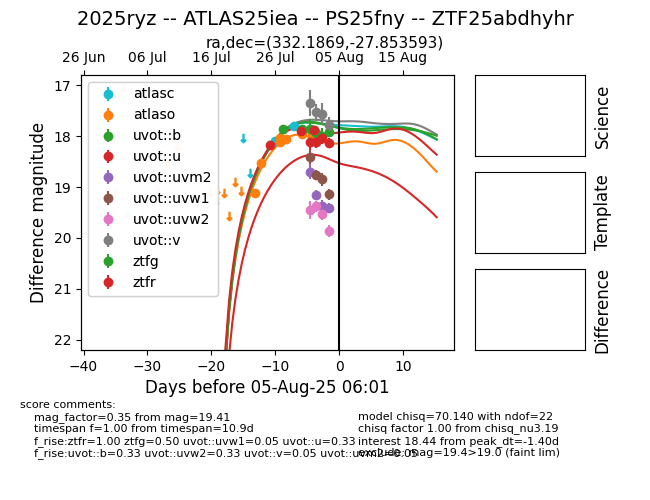 2025ryz -- ATLAS25iea -- PS25fny -- ZTF25abdhyhr
ra,dec=(332.1869,-27.853593)
26 Jun 06 Jul 16 Jul 26 Jul 05 Aug 15 Aug
Difference magnitude
17
18
19
20
21
22
atlasc
atlaso
uvot::b
uvot::u
uvot::uvm2
uvot::uvw1
uvot::uvw2
uvot::v
ztfg
ztfr
−40 −30 −20 −10 0 10
Days before 05-Aug-25 06:01
Science
Template
Difference
score comments:
mag_factor=0.35 from mag=19.41
timespan f=1.00 from timespan=10.9d
f_rise:ztfr=1.00 ztfg=0.50 uvot::uvw1=0.05 uvot::u=0.33
f_rise:uvot::b=0.33 uvot::uvw2=0.33 uvot::v=0.05 uvot::uvm2=0.05
model chisq=70.140 with ndof=22
chisq factor 1.00 from chisq_nu3.19
interest 18.44 from peak_dt=-1.40d
exclude: mag=19.4>19.0 (faint lim)